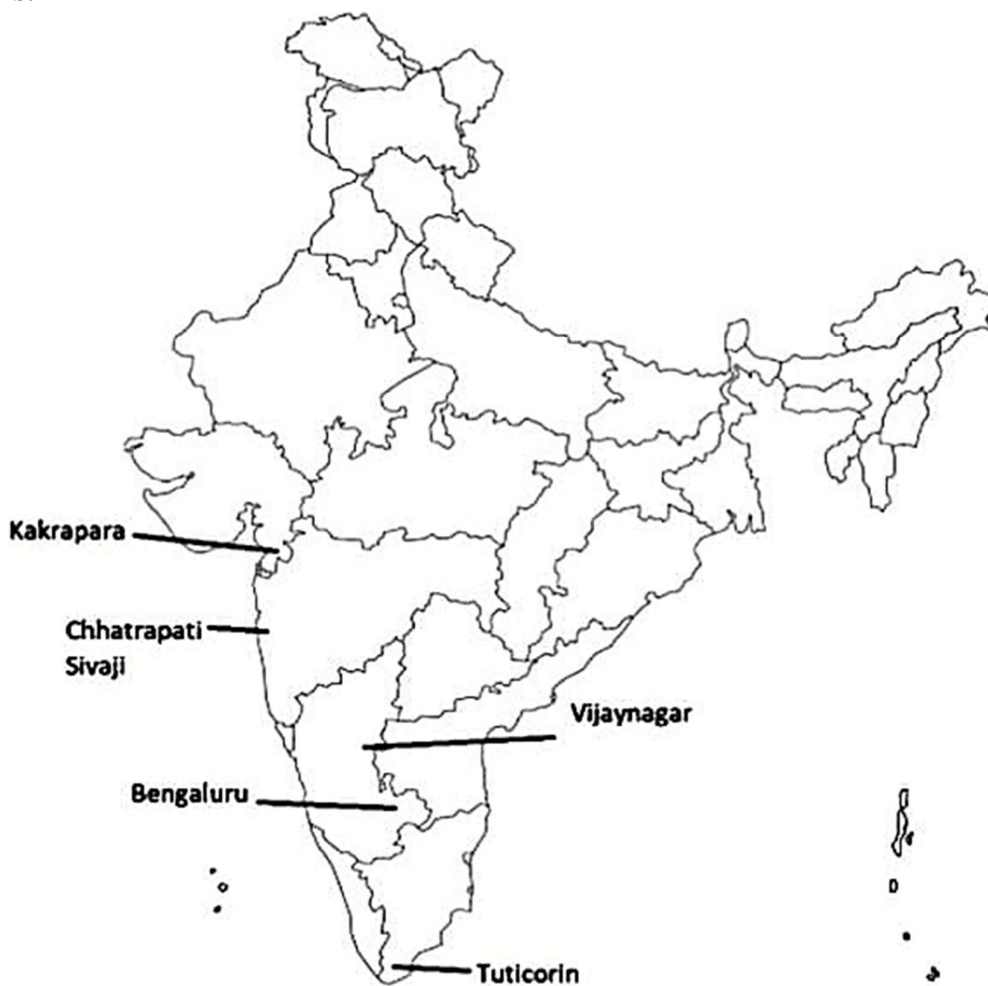 Kakrapara
Chhatrapati
Sivaji
Vijaynagar
Bengaluru
Tuticorin